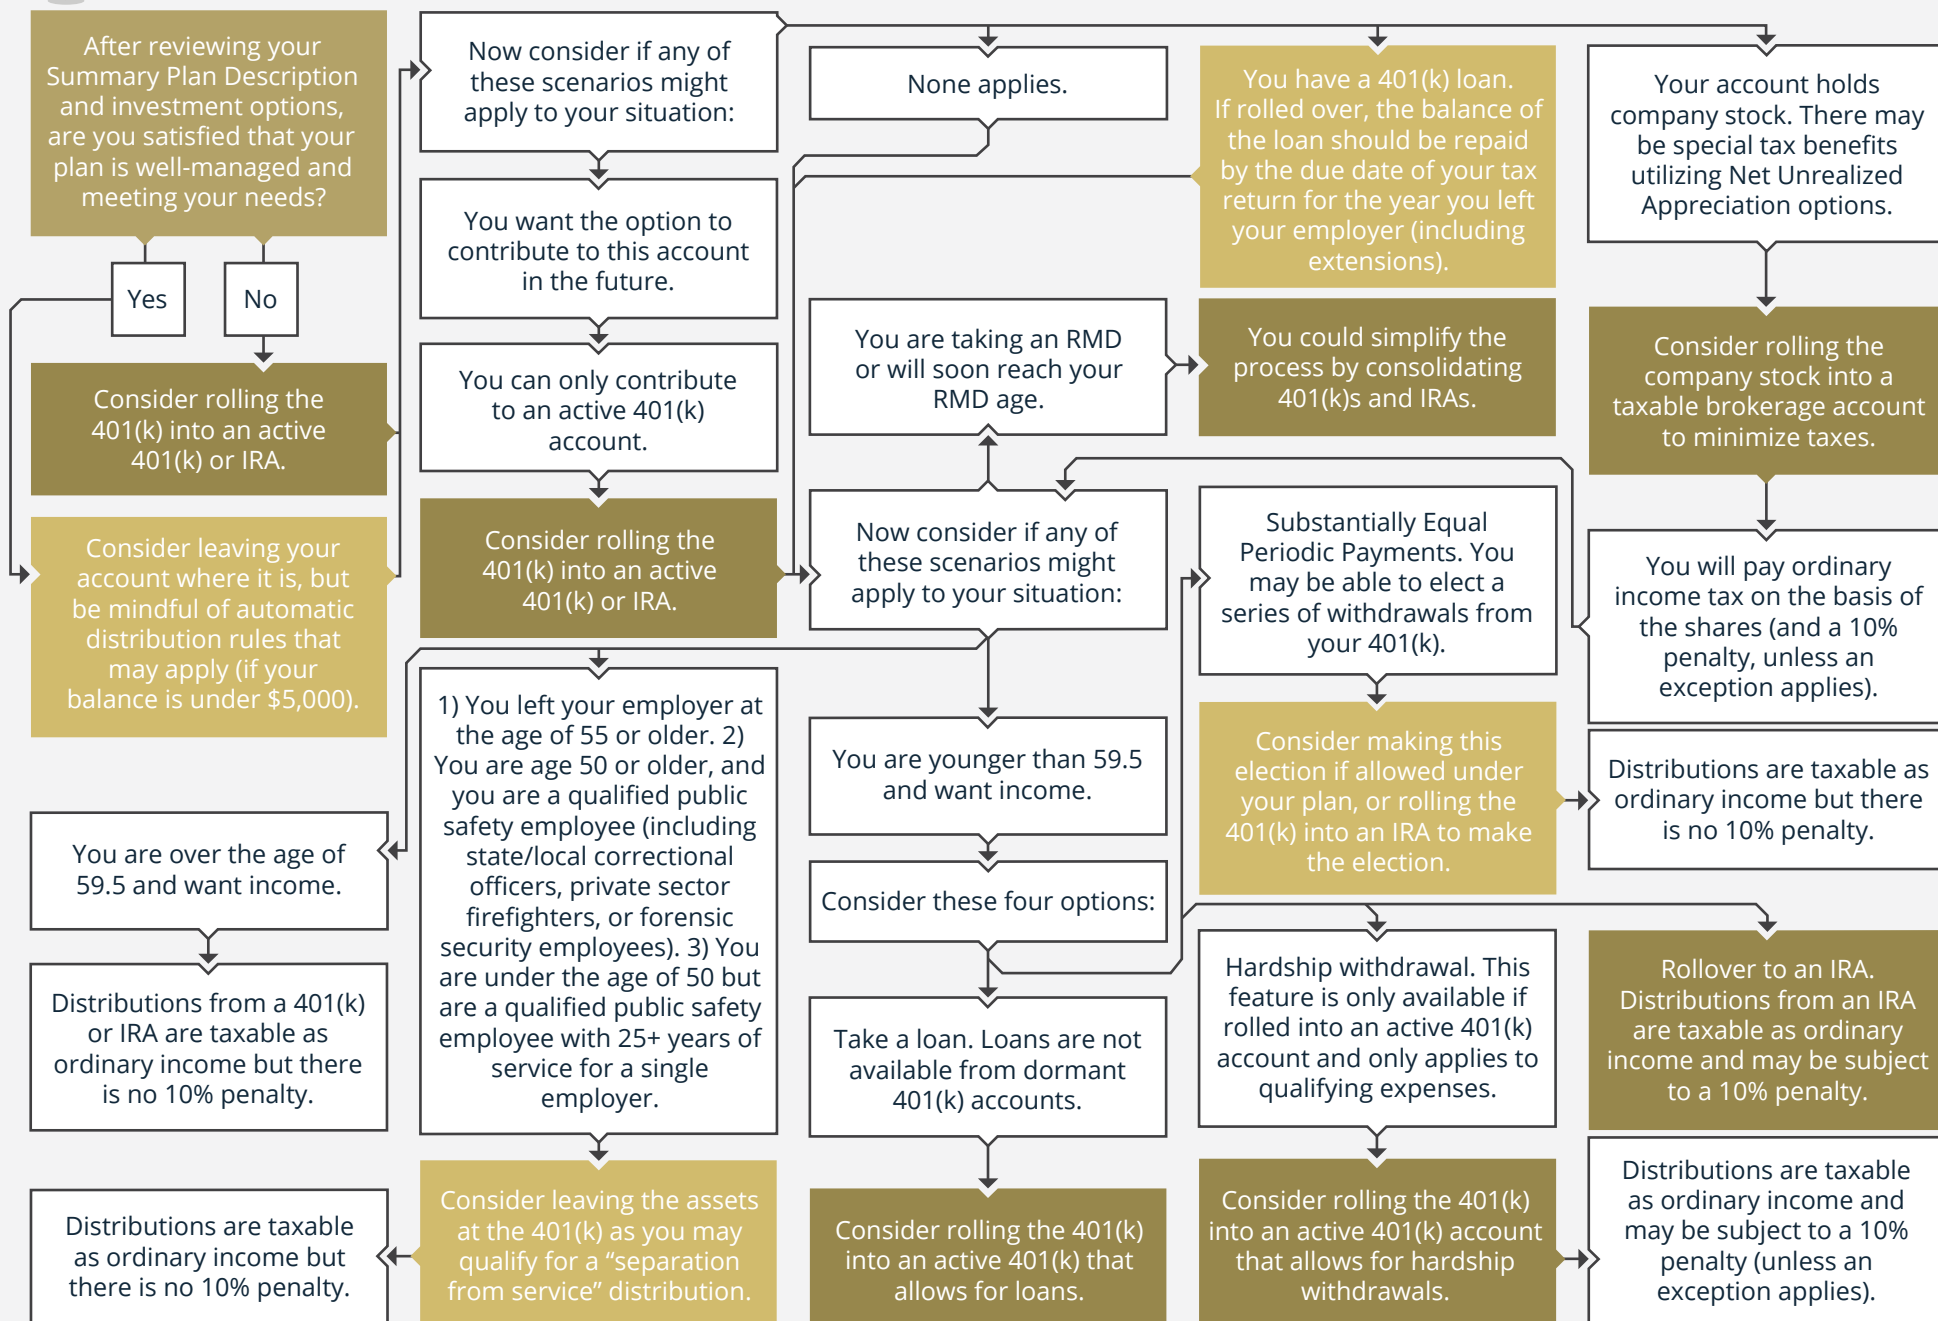 After reviewing your
Summary Plan Description
and investment options,
are you satisfied that your
plan is well-managed and
meeting your needs?
Yes
No
Consider rolling the
401(k) into an active
401(k) or IRA.
Consider leaving your
account where it is, but
be mindful of automatic
distribution rules that
may apply (if your
balance is under $5,000).
Now consider if any of
these scenarios might
apply to your situation:
You want the option to
contribute to this account
in the future.
You can only contribute
to an active 401(k)
account.
Consider rolling the
401(k) into an active
401(k) or IRA.
None applies.
You have a 401(k) loan.
If rolled over, the balance of
the loan should be repaid
by the due date of your tax
return for the year you left
your employer (including
extensions).
Your account holds
company stock. There may
be special tax benefits
utilizing Net Unrealized
Appreciation options.
Consider rolling the
company stock into a
taxable brokerage account
to minimize taxes.
You will pay ordinary
income tax on the basis of
the shares (and a 10%
penalty, unless an
exception applies).
Now consider if any of
these scenarios might
apply to your situation:
You are taking an RMD
or will soon reach your
RMD age.
You could simplify the
process by consolidating
401(k)s and IRAs.
You are over the age of
59.5 and want income.
Distributions from a 401(k)
or IRA are taxable as
ordinary income but there
is no 10% penalty.
1) You left your employer at
the age of 55 or older. 2)
You are age 50 or older, and
you are a qualified public
safety employee (including
state/local correctional
officers, private sector
firefighters, or forensic
security employees). 3) You
are under the age of 50 but
are a qualified public safety
employee with 25+ years of
service for a single
employer.
Consider leaving the assets
at the 401(k) as you may
qualify for a “separation
from service” distribution.
Distributions are taxable
as ordinary income but
there is no 10% penalty.
You are younger than 59.5
and want income.
Consider these four options:
Take a loan. Loans are not
available from dormant
401(k) accounts.
Consider rolling the 401(k)
into an active 401(k) that
allows for loans.
Substantially Equal
Periodic Payments. You
may be able to elect a
series of withdrawals from
your 401(k).
Consider making this
election if allowed under
your plan, or rolling the
401(k) into an IRA to make
the election.
Distributions are taxable as
ordinary income but there
is no 10% penalty.
Hardship withdrawal. This
feature is only available if
rolled into an active 401(k)
account and only applies to
qualifying expenses.
Consider rolling the 401(k)
into an active 401(k) account
that allows for hardship
withdrawals.
Distributions are taxable
as ordinary income and
may be subject to a 10%
penalty (unless an
exception applies).
Rollover to an IRA.
Distributions from an IRA
are taxable as ordinary
income and may be subject
to a 10% penalty.